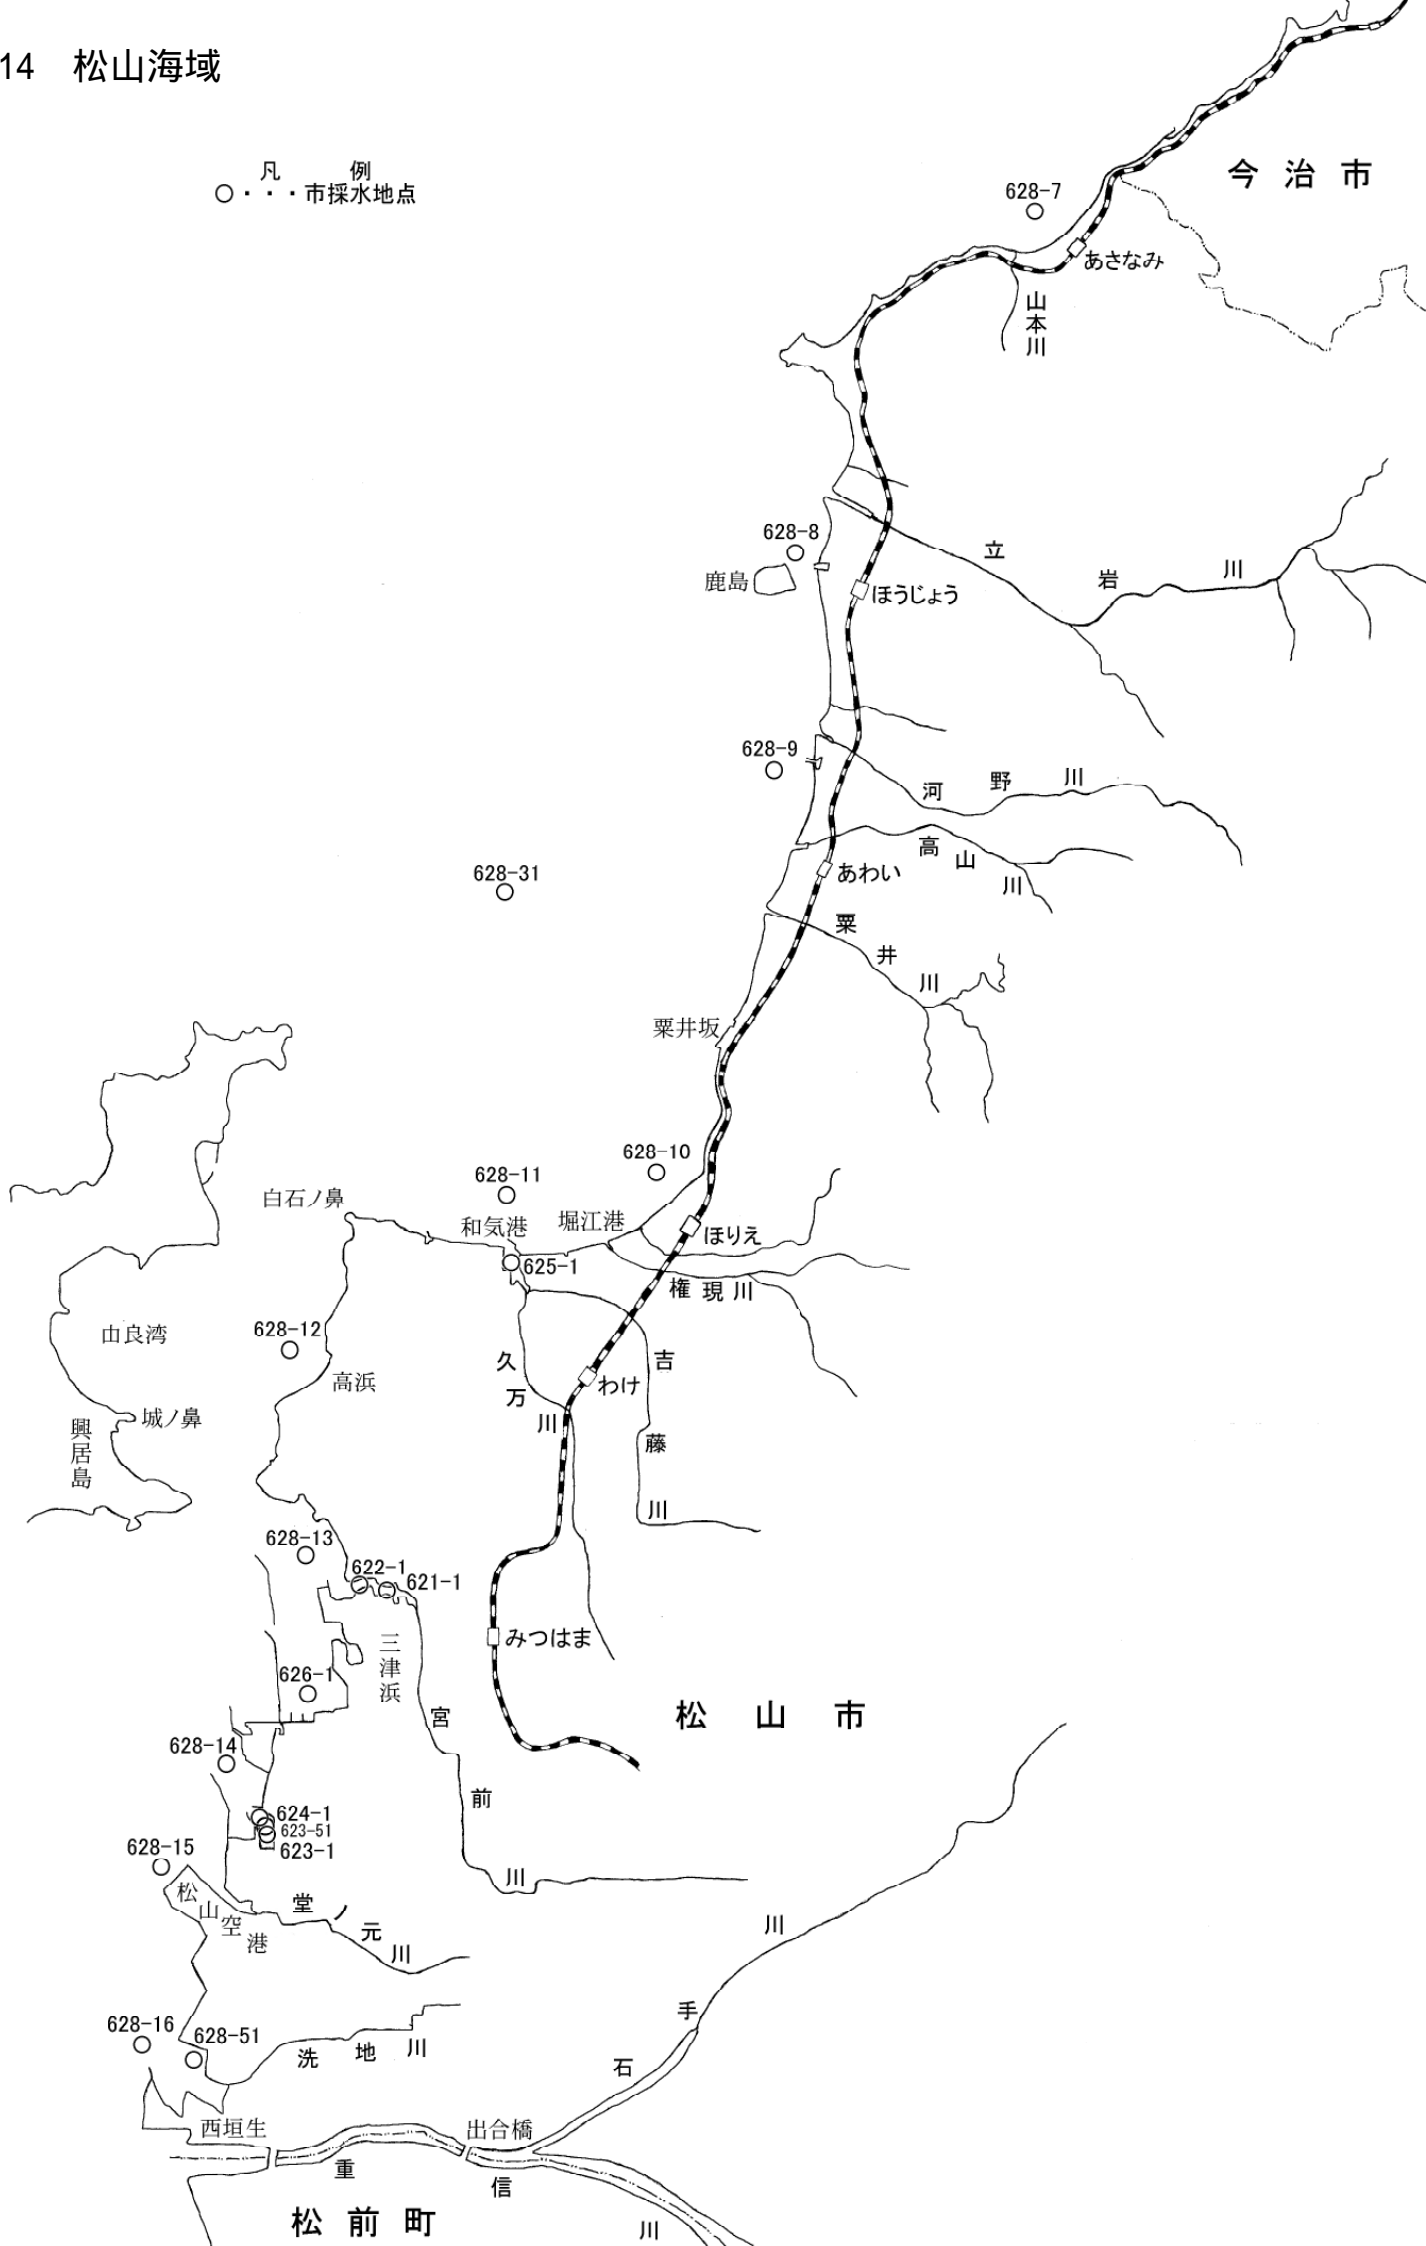 14 松山海域
凡 例
○・・・市採水地点
今治市
628-7
あさなみ
山本川
628-8
鹿島
ほうじょう
立岩川
628-9
河野川
高山川
628-31
あわい
粟井川
粟井坂
628-10
628-11
白石ノ鼻
和気港
堀江港
ほりえ
625-1
権現川
由良湾
628-12
高浜
久万川
わけ
吉藤川
城ノ鼻
興居島
628-13
622-1
621-1
三津浜
みつはま
626-1
宮前川
松山市
628-14
624-1
623-51
623-1
628-15
松山空港
堂ノ元川
石手川
628-16
628-51
洗地川
西垣生
出合橋
重信川
松前町